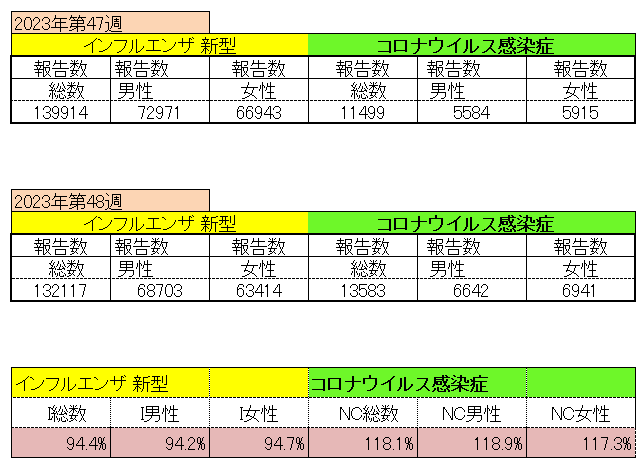 2023年第47週
インフルエンザ 新型 コロナウイルス感染症
報告数 報告数 報告数 報告数 報告数 報告数
総数 男性 女性 総数 男性 女性
139914 72971 66943 11499 5584 5915
2023年第48週
インフルエンザ 新型 コロナウイルス感染症
報告数 報告数 報告数 報告数 報告数 報告数
総数 男性 女性 総数 男性 女性
132117 68703 63414 13583 6642 6941
インフルエンザ 新型 コロナウイルス感染症
I総数 I男性 I女性 NC総数 NC男性 NC女性
94.4% 94.2% 94.7% 118.1% 118.9% 117.3%